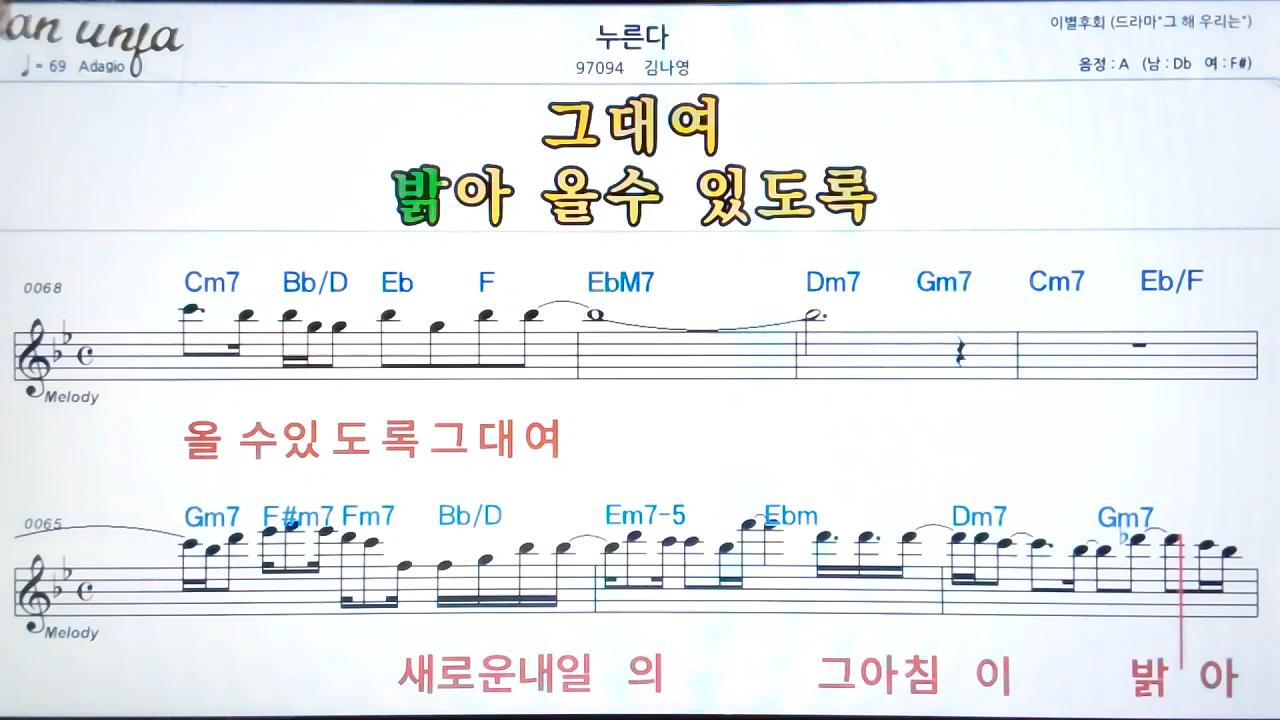 an unfa
누른다
이별후회 (드라마"그 해 우리는")
♩= 69 Adagio
97094 김나영
음정 : A (남 : Db 여 : F#)
그대여
밝아 올수 있도록
0068 Cm7 Bb/D Eb F EbM7 Dm7 Gm7 Cm7 Eb/F
Melody
올 수있 도 록 그 대 여
0065 Gm7 F#m7 Fm7 Bb/D Em7-5 Ebm Dm7 Gm7
Melody
새로운내일 의 그아침 이 밝 아